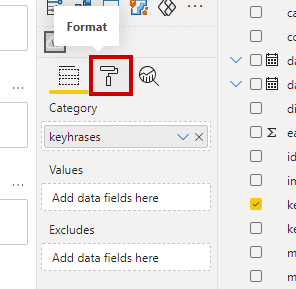 Format
Category
keyhrases
Values
Add data fields here
Excludes
Add data fields here
ca
co
da
da
di
Σ ea
id
in
ke
ke
m
m